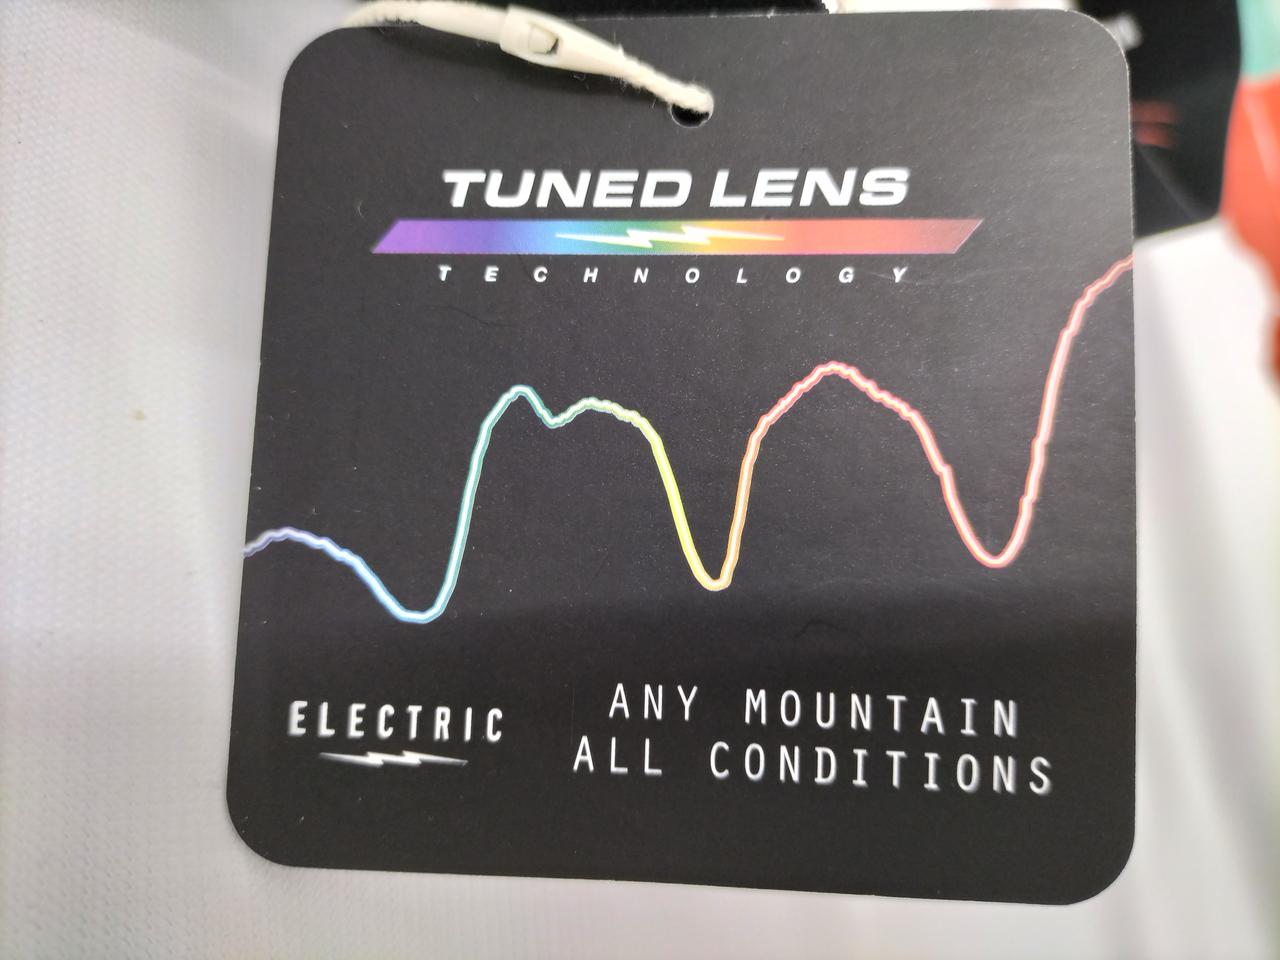 TUNED LENS
TECHNOLOGY
ELECTRIC
ANY MOUNTAIN
ALL CONDITIONS